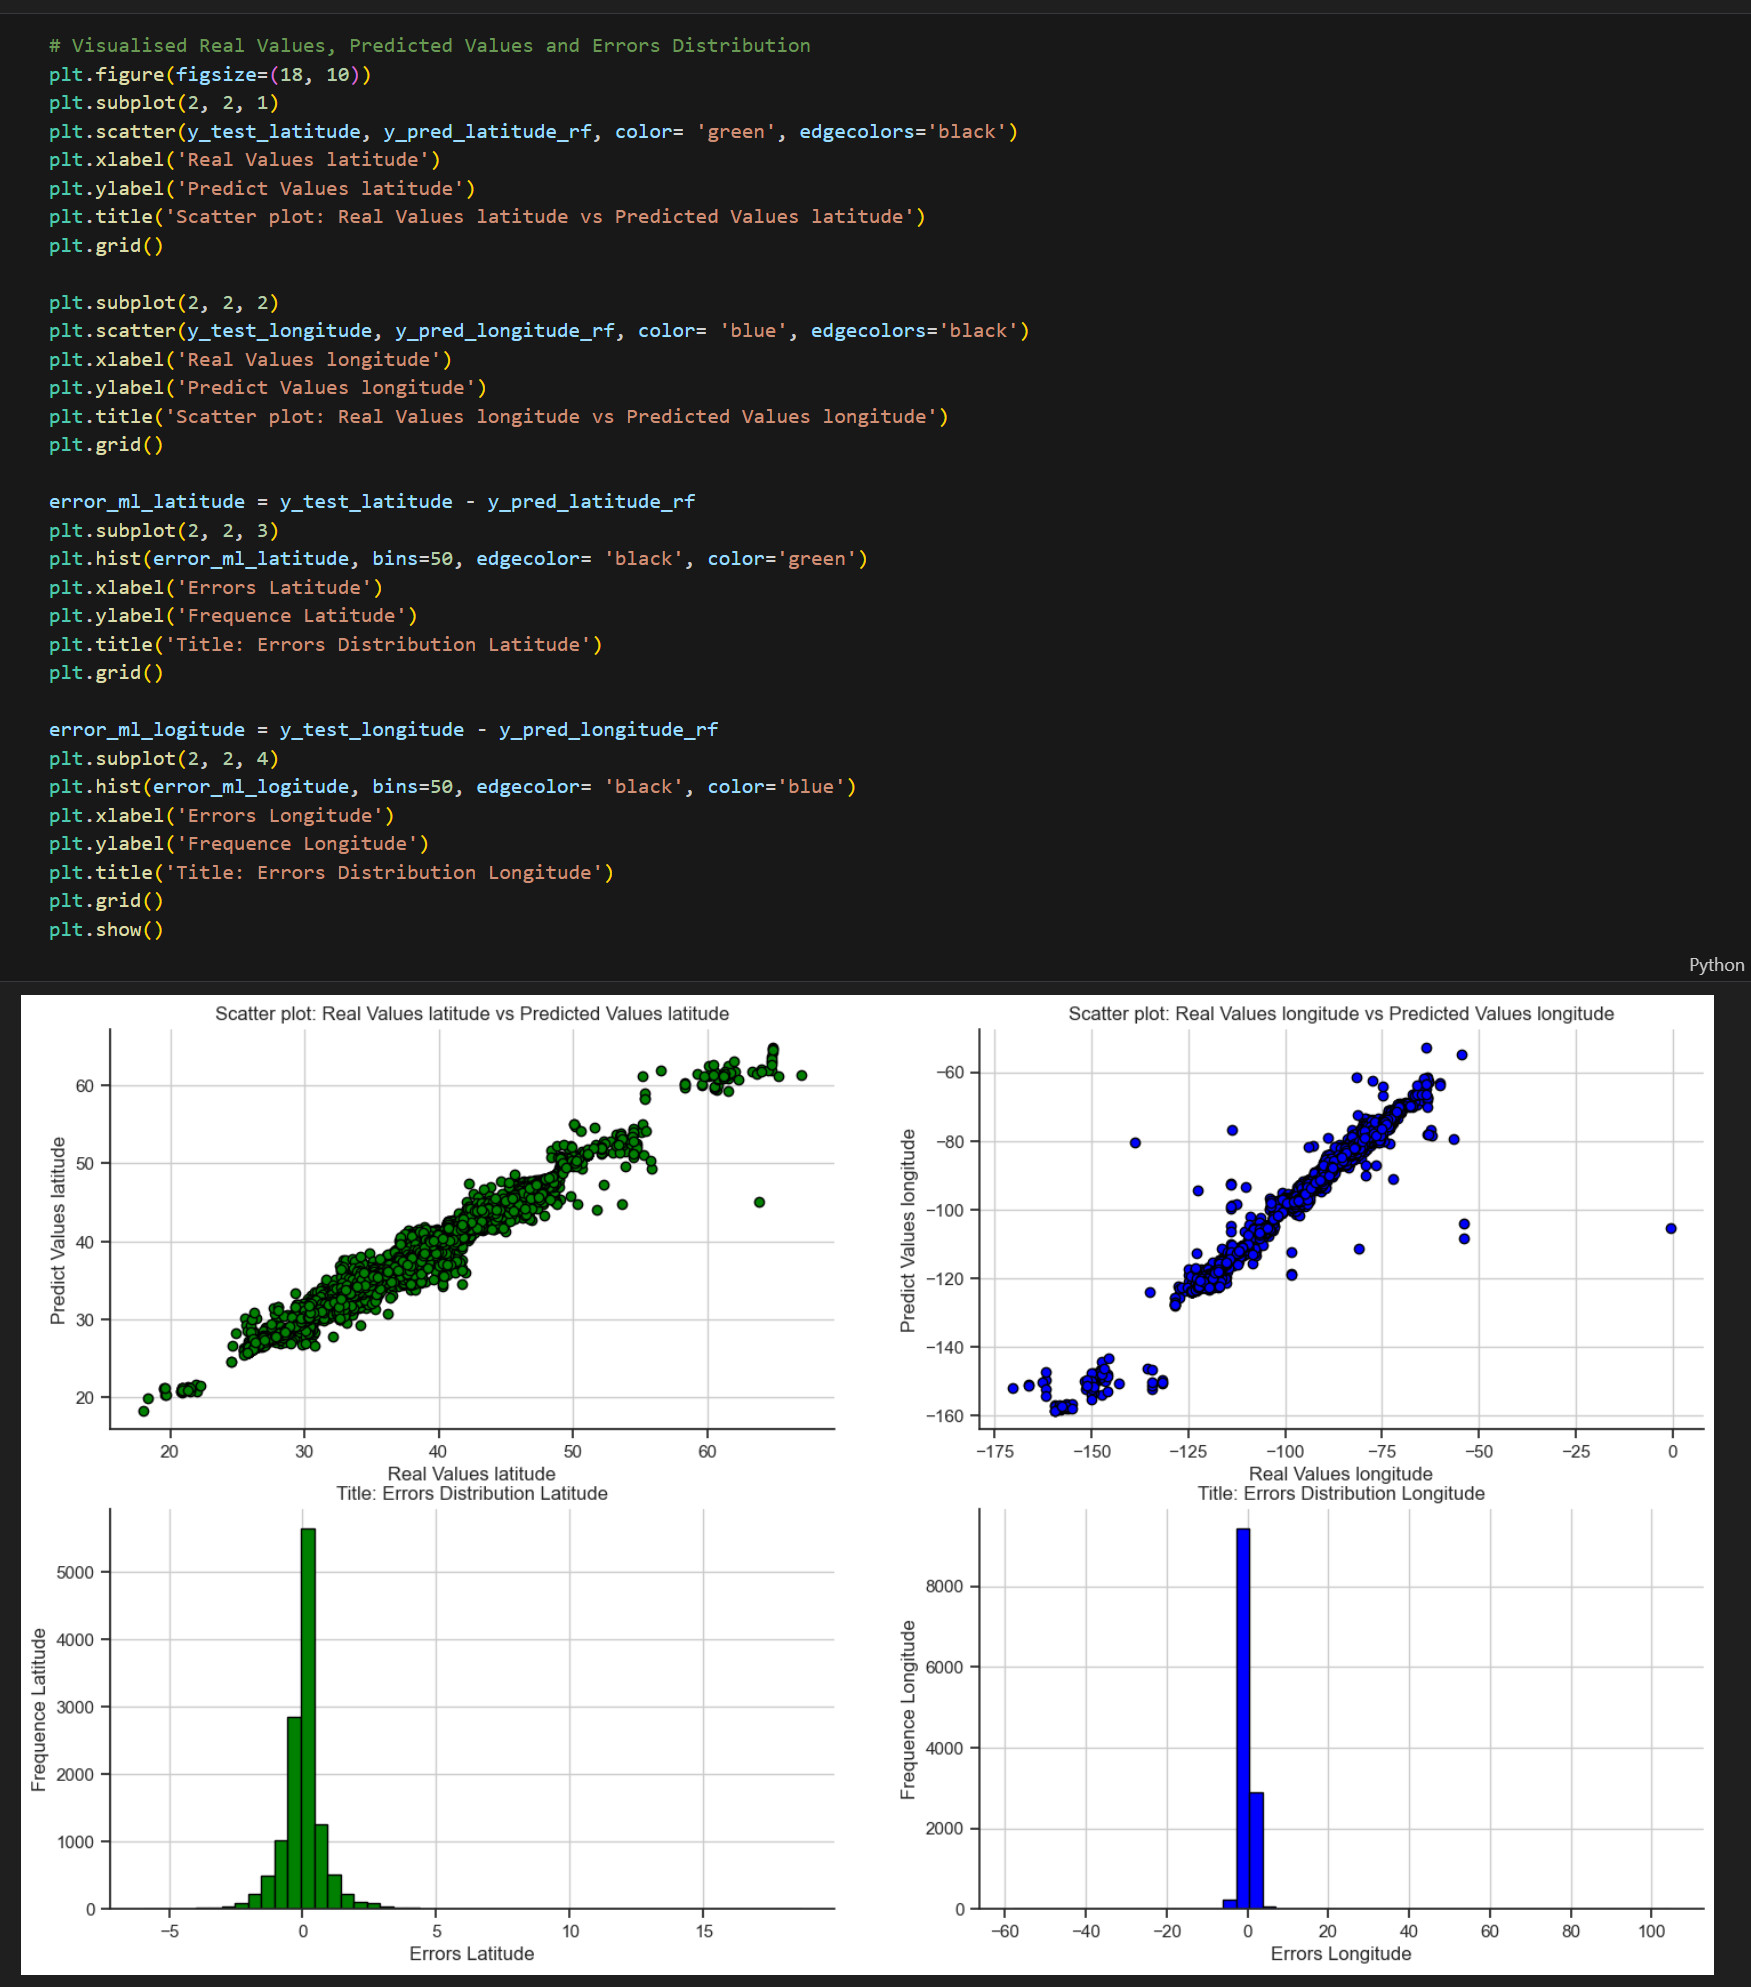 # Visualised Real Values, Predicted Values and Errors Distribution
plt.figure(figsize=(18, 10))
plt.subplot(2, 2, 1)
plt.scatter(y_test_latitude, y_pred_latitude_rf, color= 'green', edgecolors='black')
plt.xlabel('Real Values latitude')
plt.ylabel('Predict Values latitude')
plt.title('Scatter plot: Real Values latitude vs Predicted Values latitude')
plt.grid()
plt.subplot(2, 2, 2)
plt.scatter(y_test_longitude, y_pred_longitude_rf, color= 'blue', edgecolors='black')
plt.xlabel('Real Values longitude')
plt.ylabel('Predict Values longitude')
plt.title('Scatter plot: Real Values longitude vs Predicted Values longitude')
plt.grid()
error_ml_latitude = y_test_latitude - y_pred_latitude_rf
plt.subplot(2, 2, 3)
plt.hist(error_ml_latitude, bins=50, edgecolor= 'black', color='green')
plt.xlabel('Errors Latitude')
plt.ylabel('Frequence Latitude')
plt.title('Title: Errors Distribution Latitude')
plt.grid()
error_ml_logitude = y_test_longitude - y_pred_longitude_rf
plt.subplot(2, 2, 4)
plt.hist(error_ml_logitude, bins=50, edgecolor= 'black', color='blue')
plt.xlabel('Errors Longitude')
plt.ylabel('Frequence Longitude')
plt.title('Title: Errors Distribution Longitude')
plt.grid()
plt.show()
Python
Scatter plot: Real Values latitude vs Predicted Values latitude
Predict Values latitude
60
50
40
30
20
20 30 40 50 60
Real Values latitude
Scatter plot: Real Values longitude vs Predicted Values longitude
Predict Values longitude
−60
−80
−100
−120
−140
−160
−175 −150 −125 −100 −75 −50 −25 0
Real Values longitude
Title: Errors Distribution Latitude
Frequence Latitude
5000
4000
3000
2000
1000
0
−5 0 5 10 15
Errors Latitude
Title: Errors Distribution Longitude
Frequence Longitude
8000
6000
4000
2000
0
−60 −40 −20 0 20 40 60 80 100
Errors Longitude